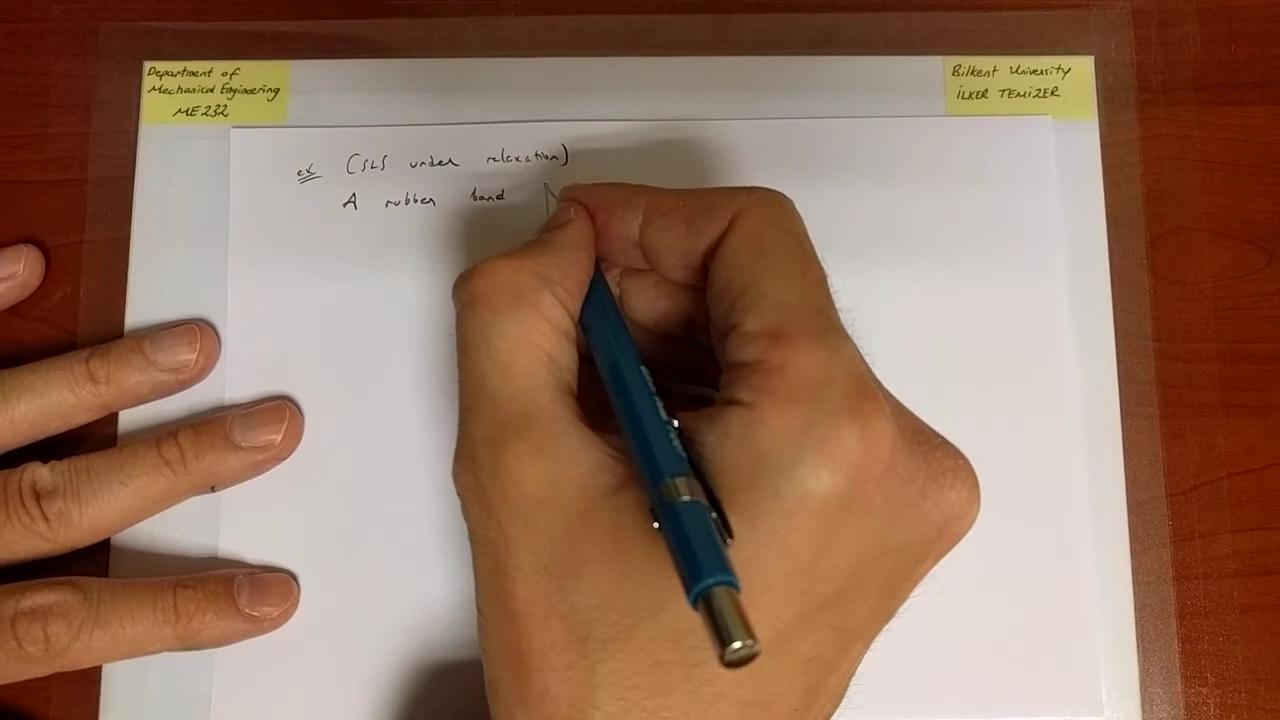 Department of
Mechanical Engineering
ME232
Bilkent University
İLKER TEMİZER
ex (SLS under relaxation)
A rubber band